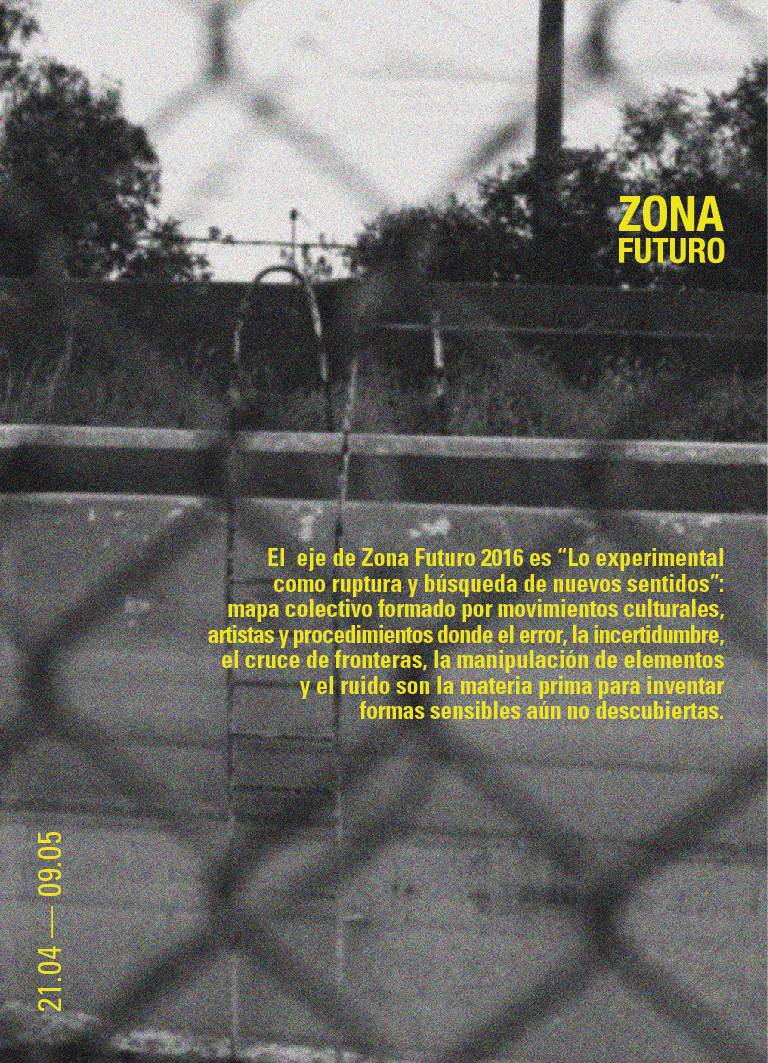 ZONA
FUTURO
El  eje de Zona Futuro 2016 es “Lo experimental
como ruptura y búsqueda de nuevos sentidos”:
mapa colectivo formado por movimientos culturales,
artistas y procedimientos donde el error, la incertidumbre,
el cruce de fronteras, la manipulación de elementos
y el ruido son la materia prima para inventar
formas sensibles aún no descubiertas.
21.04 — 09.05